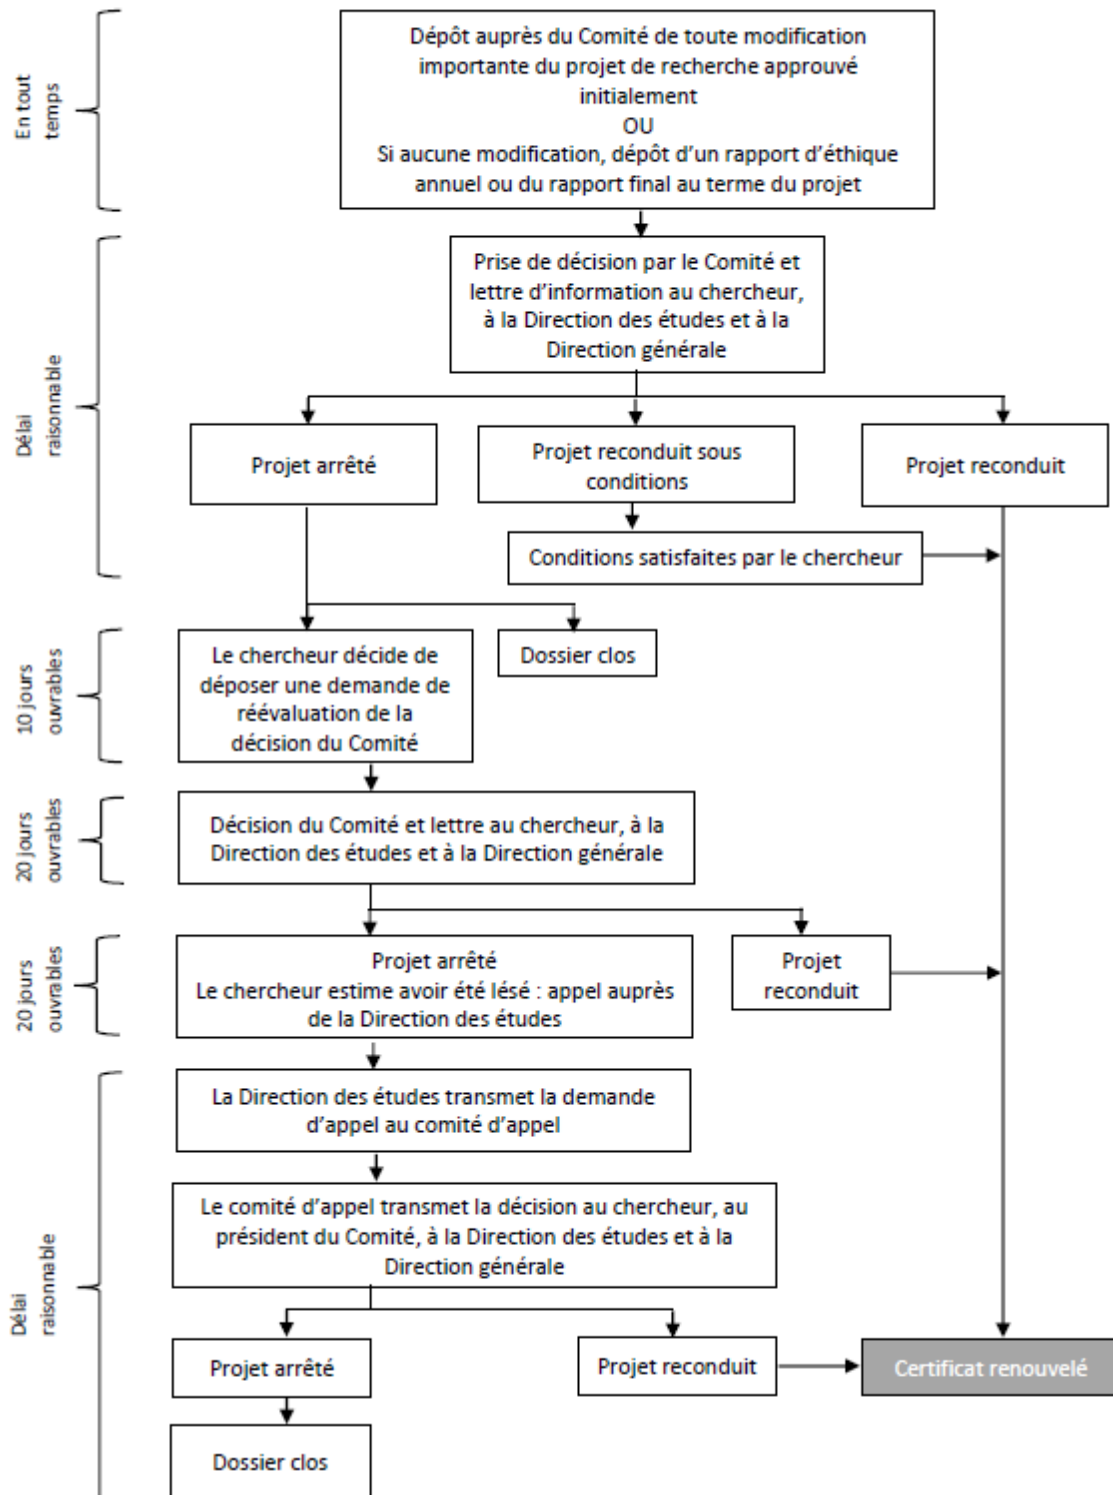 En tout
temps
Dépôt auprès du Comité de toute modification
importante du projet de recherche approuvé
initialement
OU
Si aucune modification, dépôt d'un rapport d'éthique
annuel ou du rapport final au terme du projet
Délai
raisonnable
Prise de décision par le Comité et
lettre d'information au chercheur,
à la Direction des études et à la
Direction générale
Projet arrêté
Projet reconduit sous
conditions
Projet reconduit
Conditions satisfaites par le chercheur
10 jours
ouvrables
Le chercheur décide de
déposer une demande de
réévaluation de la
décision du Comité
Dossier clos
20 jours
ouvrables
Décision du Comité et lettre au chercheur, à la
Direction des études et à la Direction générale
20 jours
ouvrables
Projet arrêté
Le chercheur estime avoir été lésé : appel auprès
de la Direction des études
Projet
reconduit
Délai
raisonnable
La Direction des études transmet la demande
d'appel au comité d'appel
Le comité d'appel transmet la décision au chercheur, au
président du Comité, à la Direction des études et à la
Direction générale
Projet arrêté
Projet reconduit
Certificat renouvelé
Dossier clos